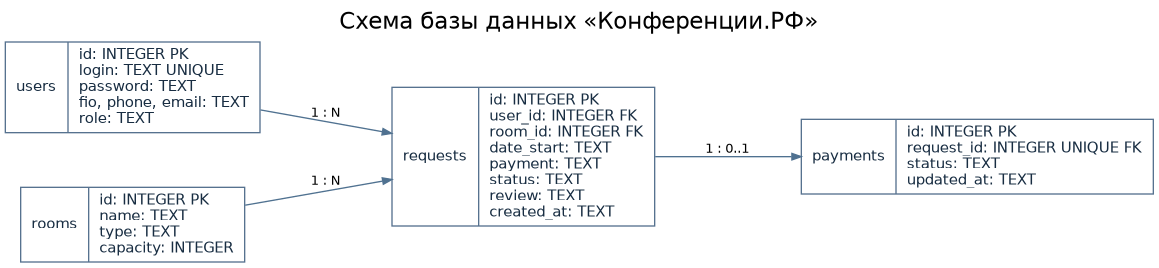 Схема базы данных «Конференции.РФ»
users
id: INTEGER PK
login: TEXT UNIQUE
password: TEXT
fio, phone, email: TEXT
role: TEXT
1 : N
rooms
id: INTEGER PK
name: TEXT
type: TEXT
capacity: INTEGER
1 : N
requests
id: INTEGER PK
user_id: INTEGER FK
room_id: INTEGER FK
date_start: TEXT
payment: TEXT
status: TEXT
review: TEXT
created_at: TEXT
1 : 0..1
payments
id: INTEGER PK
request_id: INTEGER UNIQUE FK
status: TEXT
updated_at: TEXT